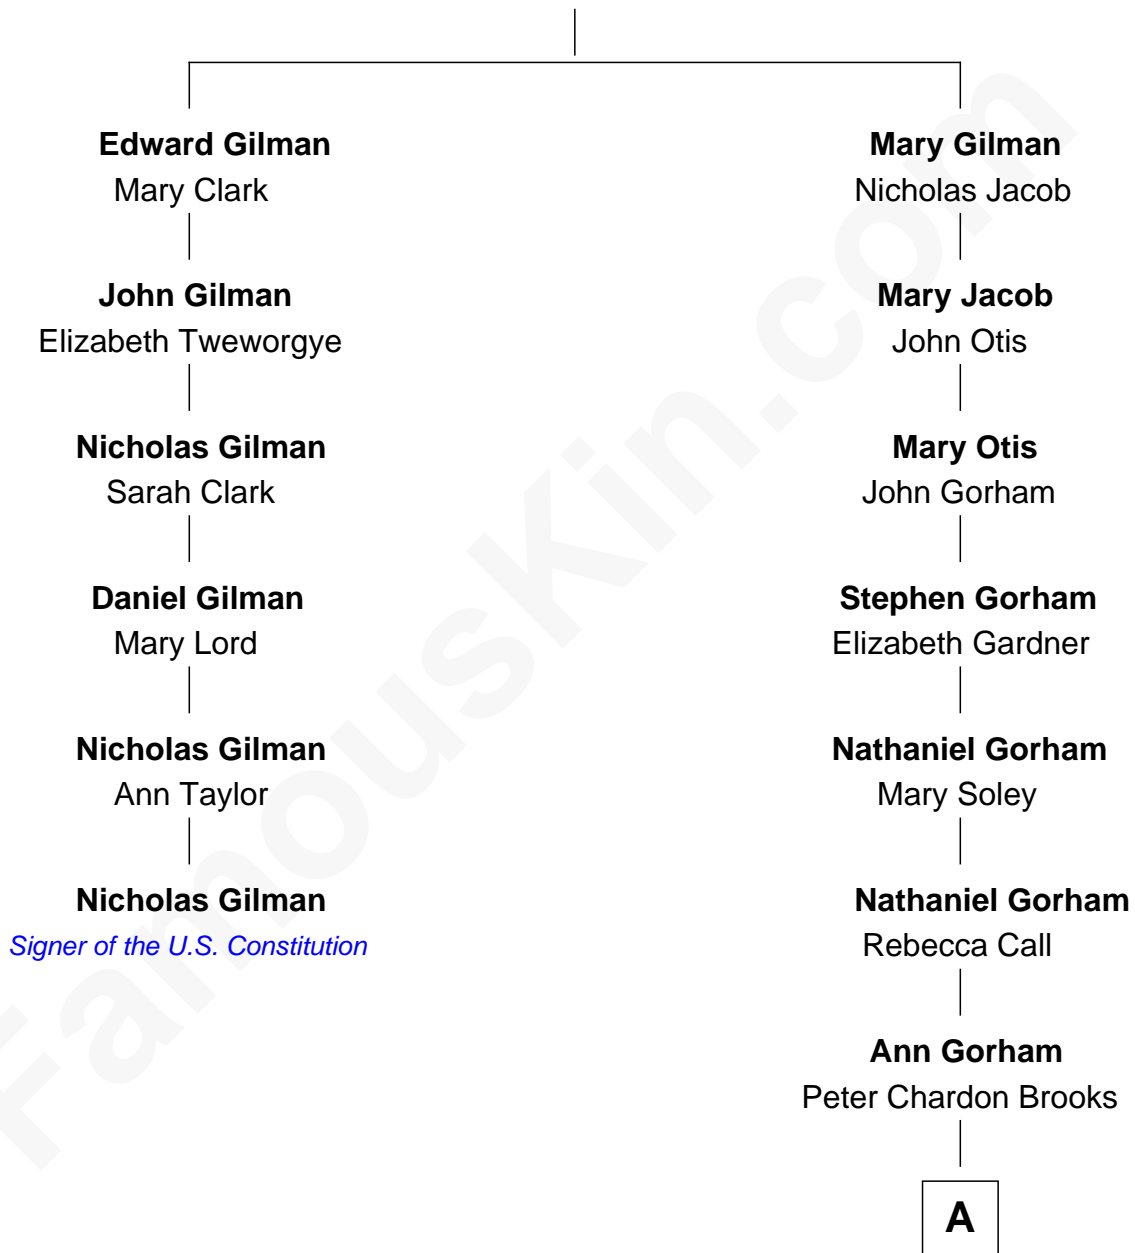 Edward Gilman
Mary Clark
John Gilman
Elizabeth Tweworgye
Nicholas Gilman
Sarah Clark
Daniel Gilman
Mary Lord
Nicholas Gilman
Ann Taylor
Nicholas Gilman
Signer of the U.S. Constitution
Mary Gilman
Nicholas Jacob
Mary Jacob
John Otis
Mary Otis
John Gorham
Stephen Gorham
Elizabeth Gardner
Nathaniel Gorham
Mary Soley
Nathaniel Gorham
Rebecca Call
Ann Gorham
Peter Chardon Brooks
A
FamousKin.com